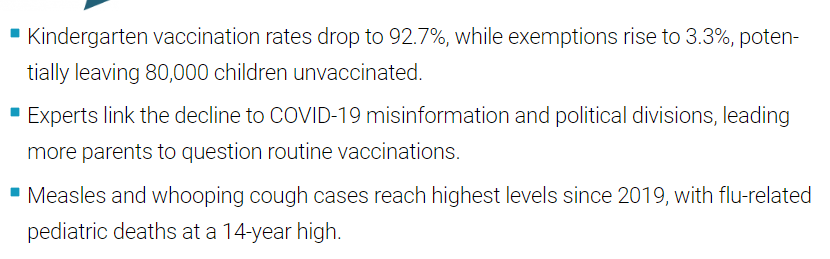 Kindergarten vaccination rates drop to 92.7%, while exemptions rise to 3.3%, poten-
tially leaving 80,000 children unvaccinated.
Experts link the decline to COVID-19 misinformation and political divisions, leading
more parents to question routine vaccinations.
Measles and whooping cough cases reach highest levels since 2019, with flu-related
pediatric deaths at a 14-year high.